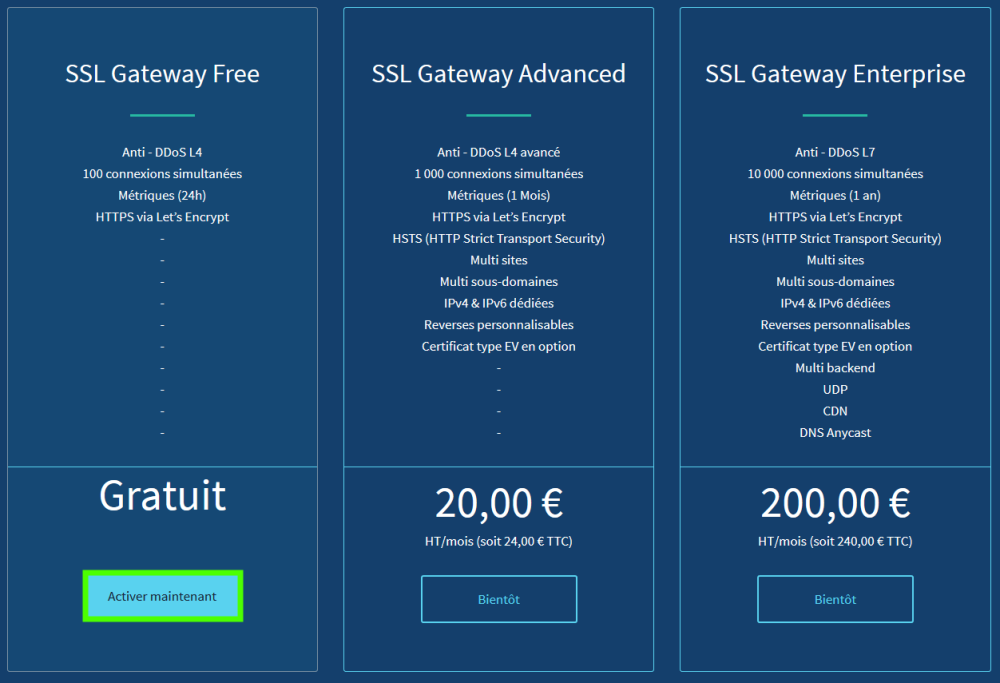 SSL Gateway Free
Anti - DDoS L4
100 connexions simultanées
Métriques (24h)
HTTPS via Let's Encrypt
-
-
-
-
-
-
-
-
-
-
Gratuit
Activer maintenant
SSL Gateway Advanced
Anti - DDoS L4 avancé
1 000 connexions simultanées
Métriques (1 Mois)
HTTPS via Let's Encrypt
HSTS (HTTP Strict Transport Security)
Multi sites
Multi sous-domaines
IPv4 & IPv6 dédiées
Reverses personnalisables
Certificat type EV en option
-
-
-
-
20,00 €
HT/mois (soit 24,00 € TTC)
Bientôt
SSL Gateway Enterprise
Anti - DDoS L7
10 000 connexions simultanées
Métriques (1 an)
HTTPS via Let's Encrypt
HSTS (HTTP Strict Transport Security)
Multi sites
Multi sous-domaines
IPv4 & IPv6 dédiées
Reverses personnalisables
Certificat type EV en option
Multi backend
UDP
CDN
DNS Anycast
200,00 €
HT/mois (soit 240,00 € TTC)
Bientôt